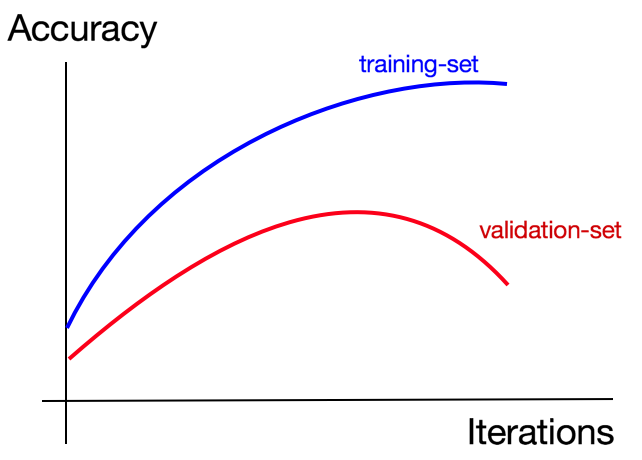 Accuracy
training-set
validation-set
Iterations